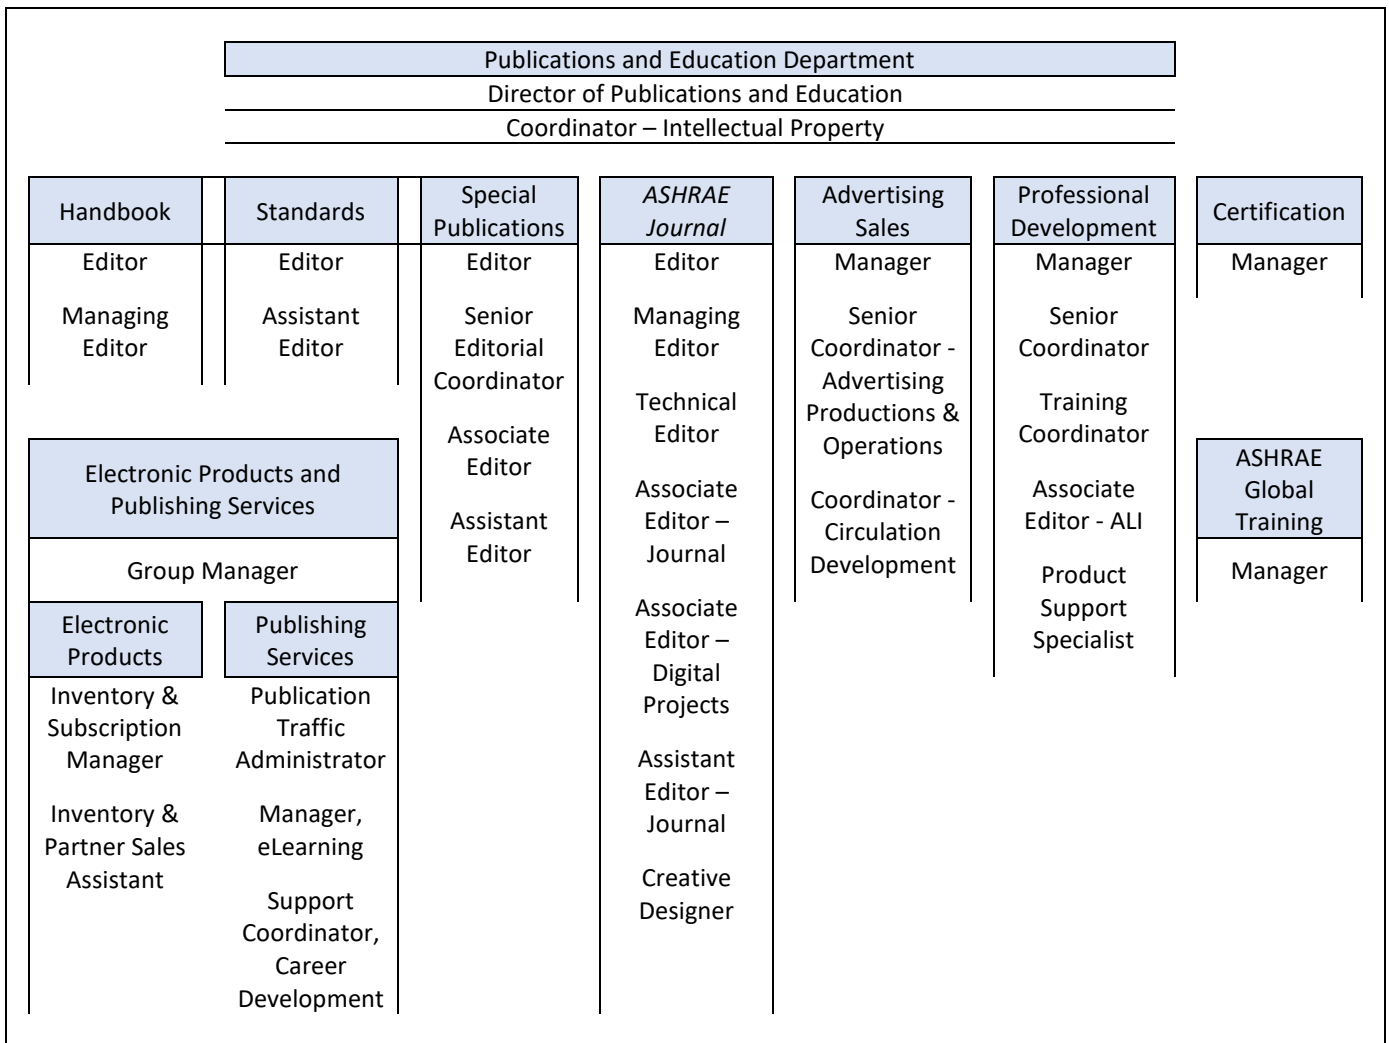 Publications and Education Department
Director of Publications and Education
Coordinator – Intellectual Property
Handbook
Editor
Managing
Editor
Standards
Editor
Assistant
Editor
Special
Publications
Editor
Senior
Editorial
Coordinator
Associate
Editor
Assistant
Editor
ASHRAE
Journal
Editor
Managing
Editor
Technical
Editor
Associate
Editor –
Journal
Associate
Editor –
Digital
Projects
Assistant
Editor –
Journal
Creative
Designer
Advertising
Sales
Manager
Senior
Coordinator -
Advertising
Productions &
Operations
Coordinator -
Circulation
Development
Professional
Development
Manager
Senior
Coordinator
Training
Coordinator
Associate
Editor - ALI
Product
Support
Specialist
Certification
Manager
ASHRAE
Global
Training
Manager
Electronic Products and
Publishing Services
Group Manager
Electronic
Products
Inventory &
Subscription
Manager
Inventory &
Partner Sales
Assistant
Publishing
Services
Publication
Traffic
Administrator
Manager,
eLearning
Support
Coordinator,
Career
Development